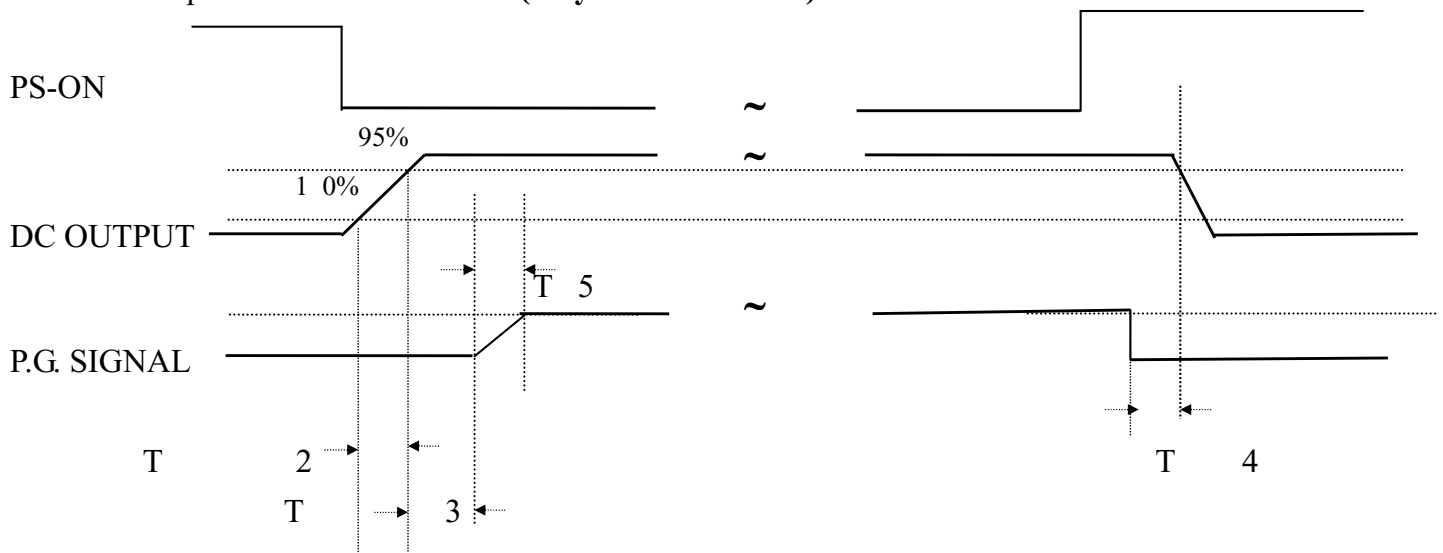 PS-ON
~
95%
~
1 0%
DC OUTPUT
T 5
~
P.G. SIGNAL
T 2
T 4
T 3